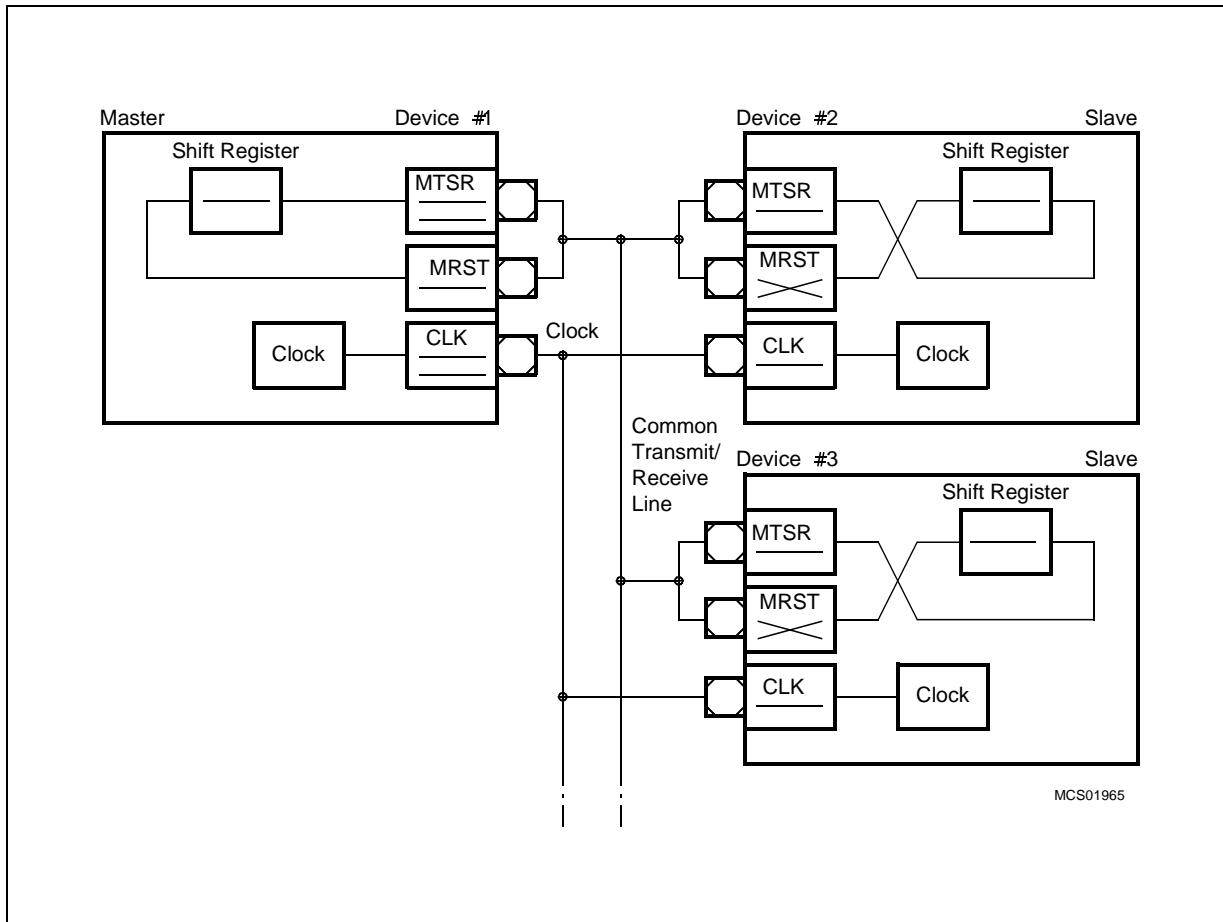 Master Device #1
Shift Register
MTSR
MRST
CLK
Clock
Clock
Common
Transmit/
Receive
Line
Device #2 Slave
Shift Register
MTSR
MRST
CLK
Clock
Device #3 Slave
Shift Register
MTSR
MRST
CLK
Clock
MCS01965